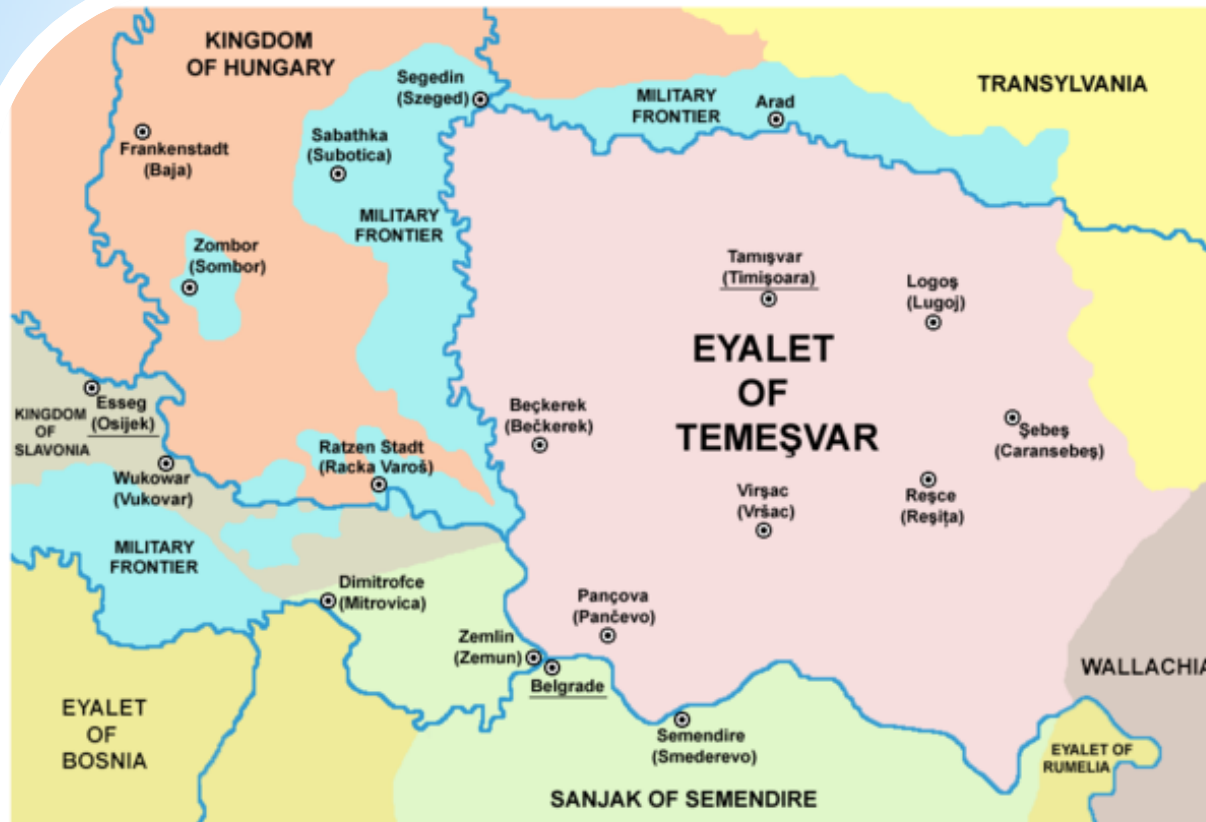 KINGDOM
OF HUNGARY
Segedin
(Szeged)
MILITARY
FRONTIER
Arad
TRANSYLVANIA
Frankenstadt
(Baja)
Sabathka
(Subotica)
MILITARY
FRONTIER
Zombor
(Sombor)
Tamışvar
(Timişoara)
Logoş
(Lugoj)
EYALET
OF
TEMEŞVAR
Esseg
(Osijek)
KINGDOM
OF
SLAVONIA
Beçkerek
(Bečkerek)
Şebeş
(Caransebeş)
Ratzen Stadt
(Racka Varoš)
Wukowar
(Vukovar)
Virşac
(Vršac)
Reşce
(Reşiţa)
MILITARY
FRONTIER
Dimitrofce
(Mitrovica)
Pançova
(Pančevo)
Zemlin
(Zemun)
Belgrade
WALLACHIA
EYALET
OF
BOSNIA
Semendire
(Smederevo)
EYALET OF
RUMELIA
SANJAK OF SEMENDIRE